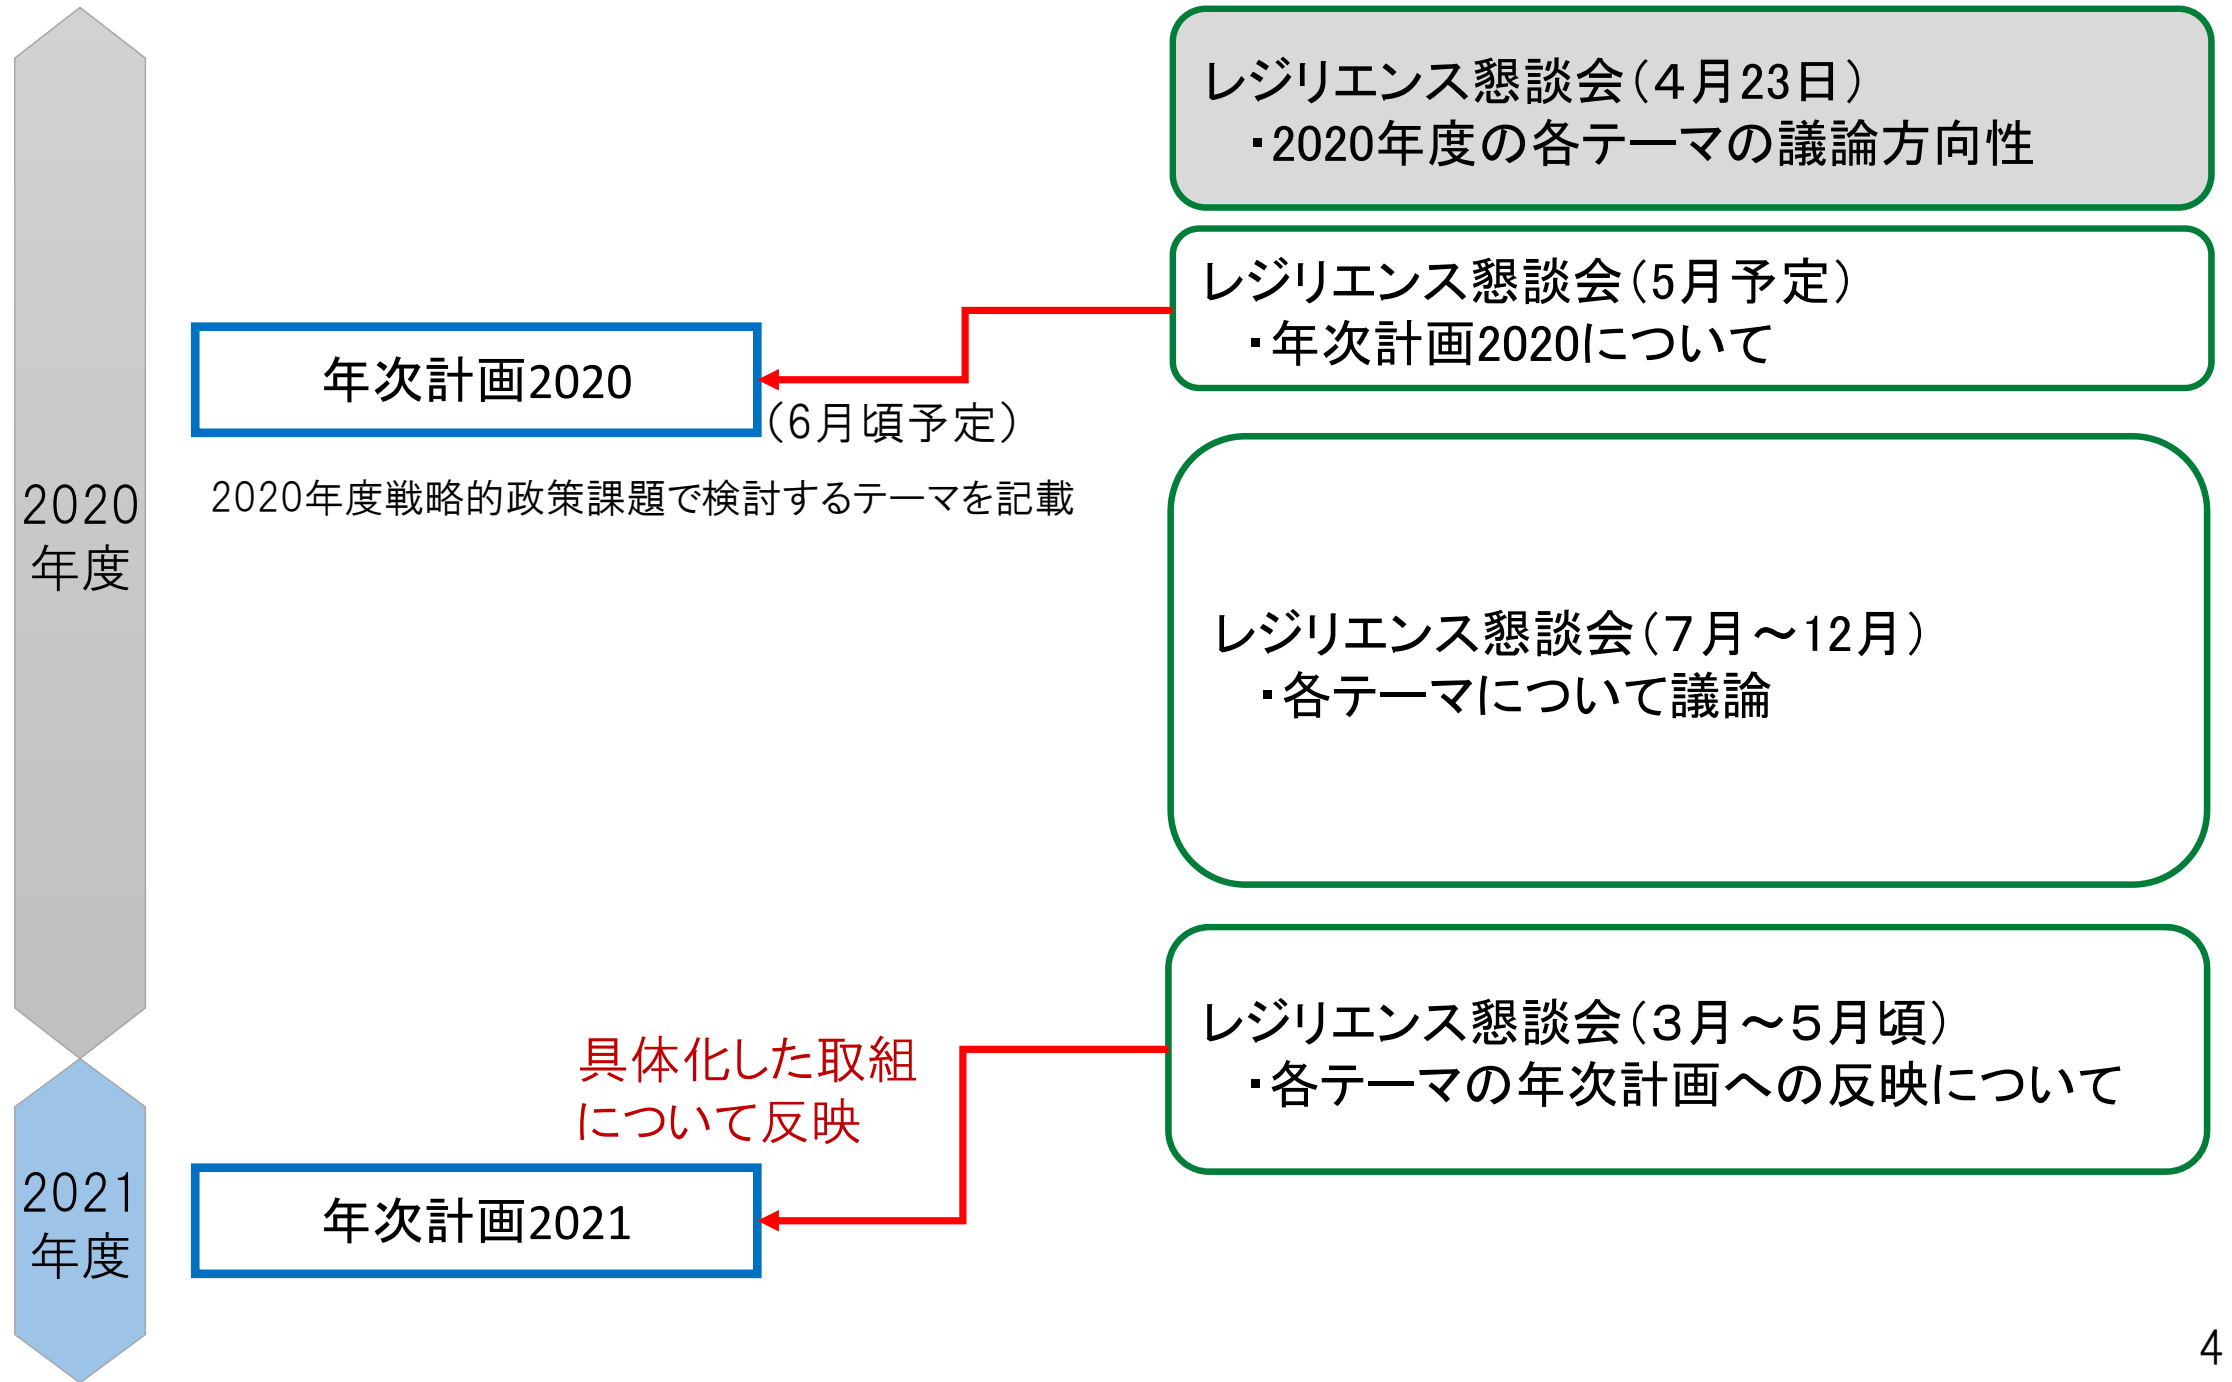 レジリエンス懇談会（４月23日）
・2020年度の各テーマの議論方向性
レジリエンス懇談会（5月予定）
・年次計画2020について
年次計画2020
（6月頃予定）
2020年度戦略的政策課題で検討するテーマを記載
2020
年度
レジリエンス懇談会（７月～12月）
・各テーマについて議論
レジリエンス懇談会（３月～５月頃）
・各テーマの年次計画への反映について
具体化した取組
について反映
年次計画2021
2021
年度
4